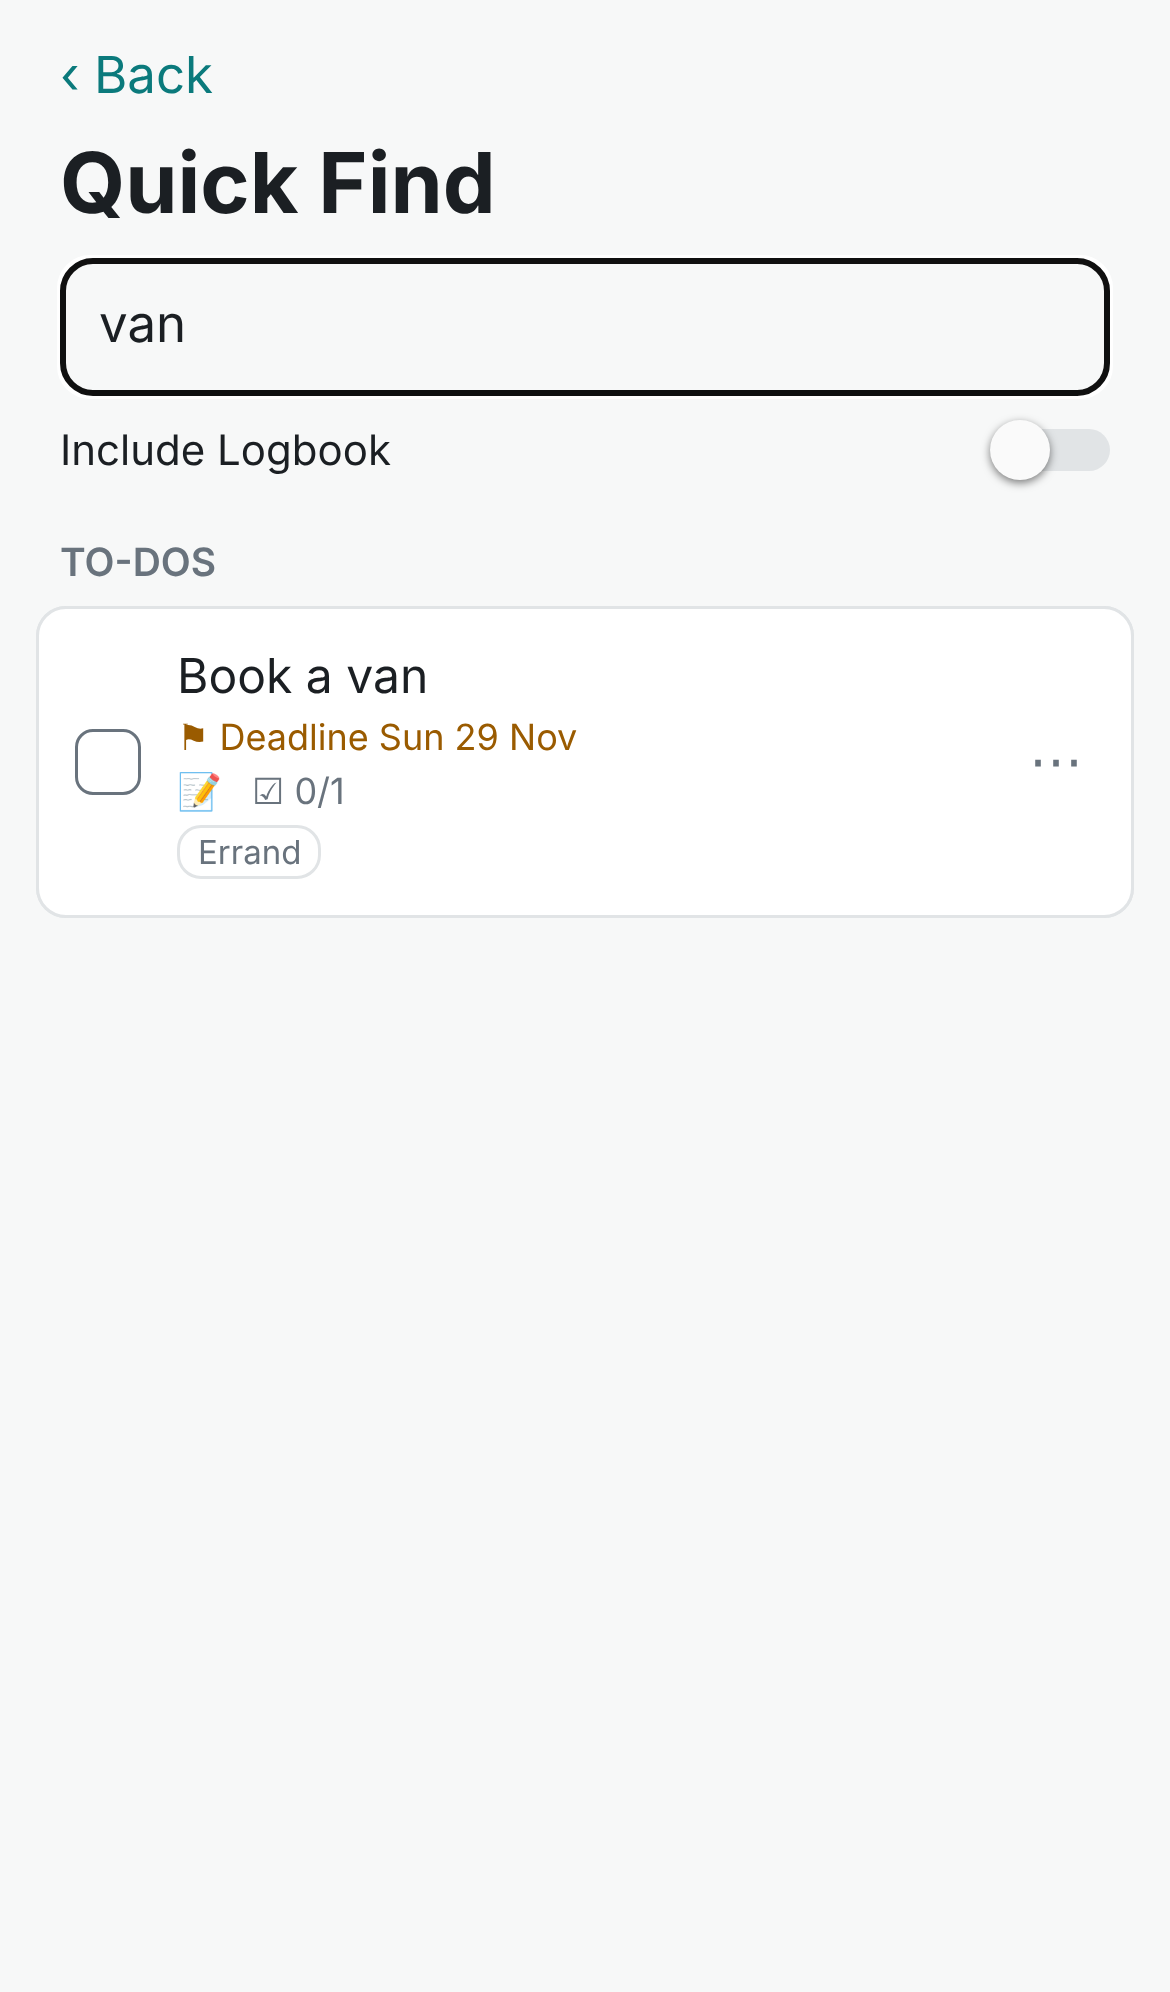 ‹ Back
Quick Find
van
Include Logbook
TO-DOS
Book a van
⚑ Deadline Sun 29 Nov
📝 ☑ 0/1
Errand
⋯